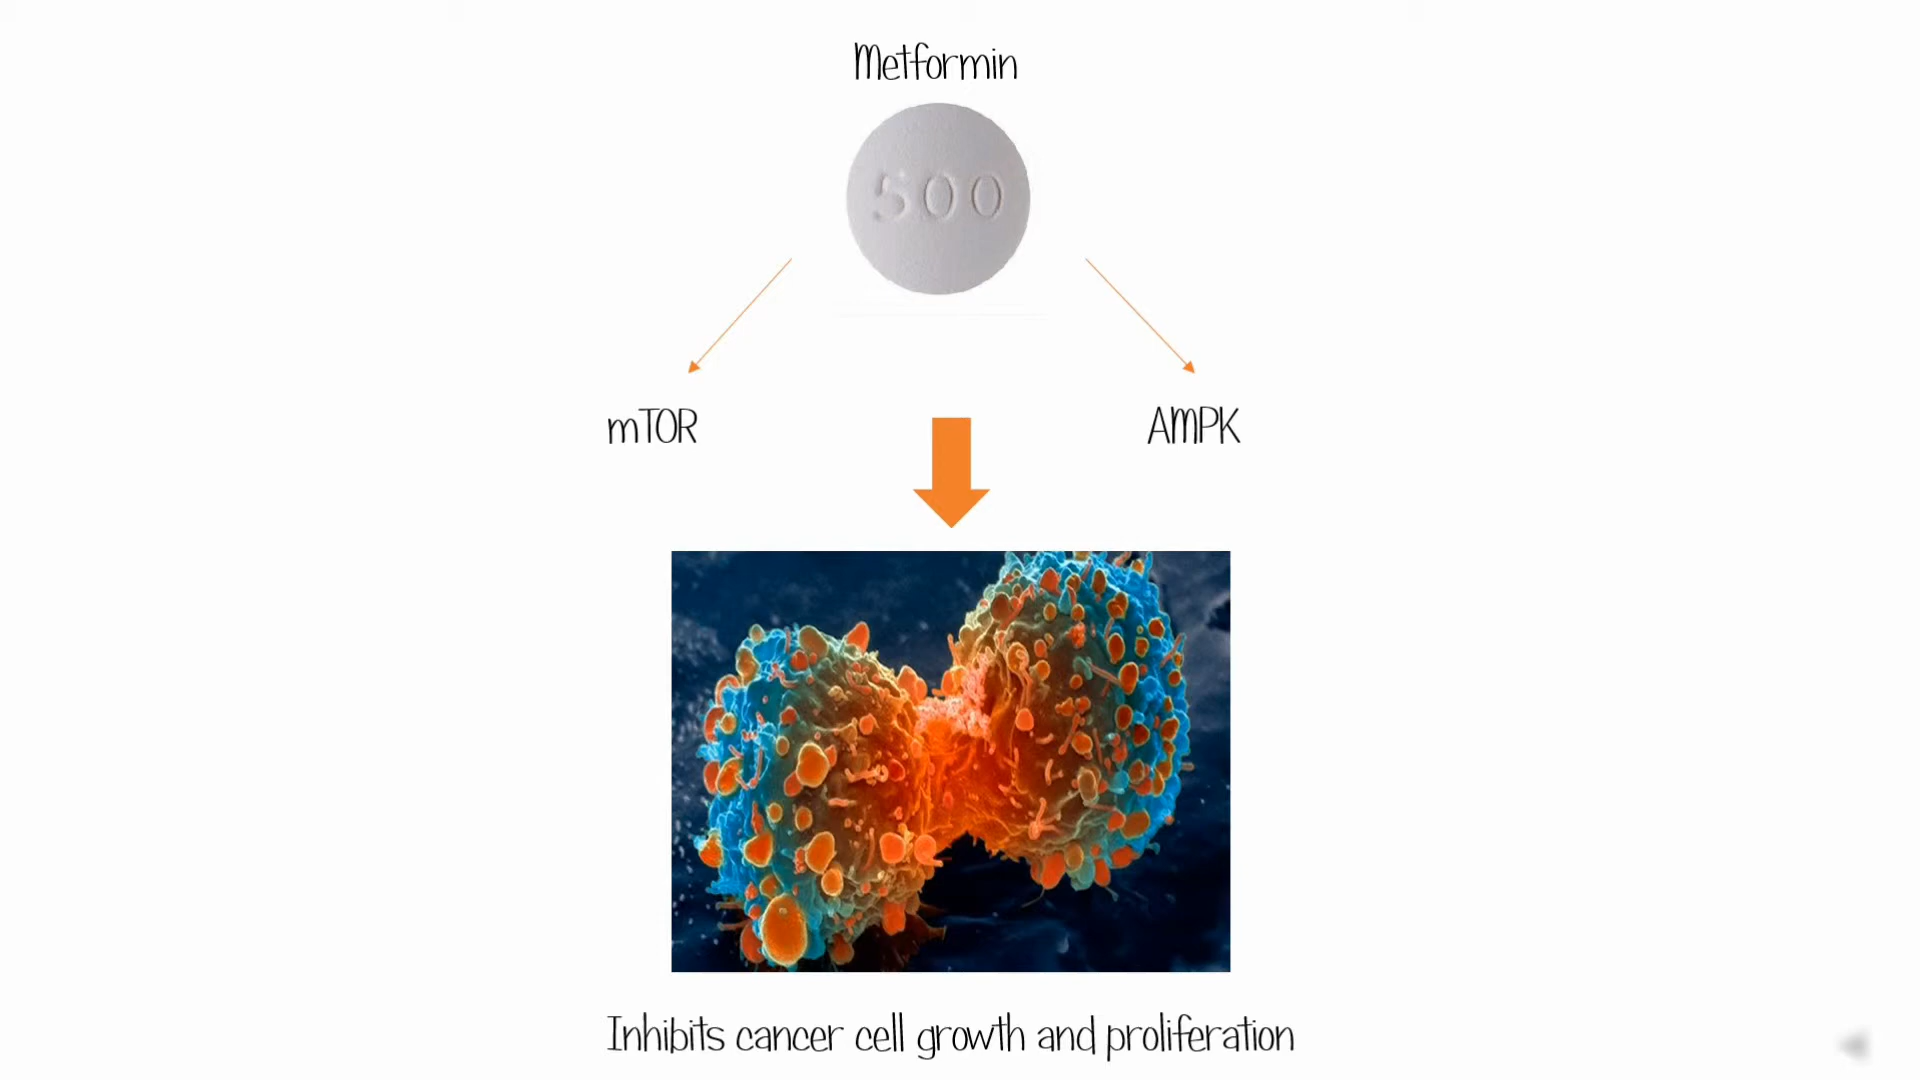 Metformin
500
mTOR
AMPK
Inhibits cancer cell growth and proliferation